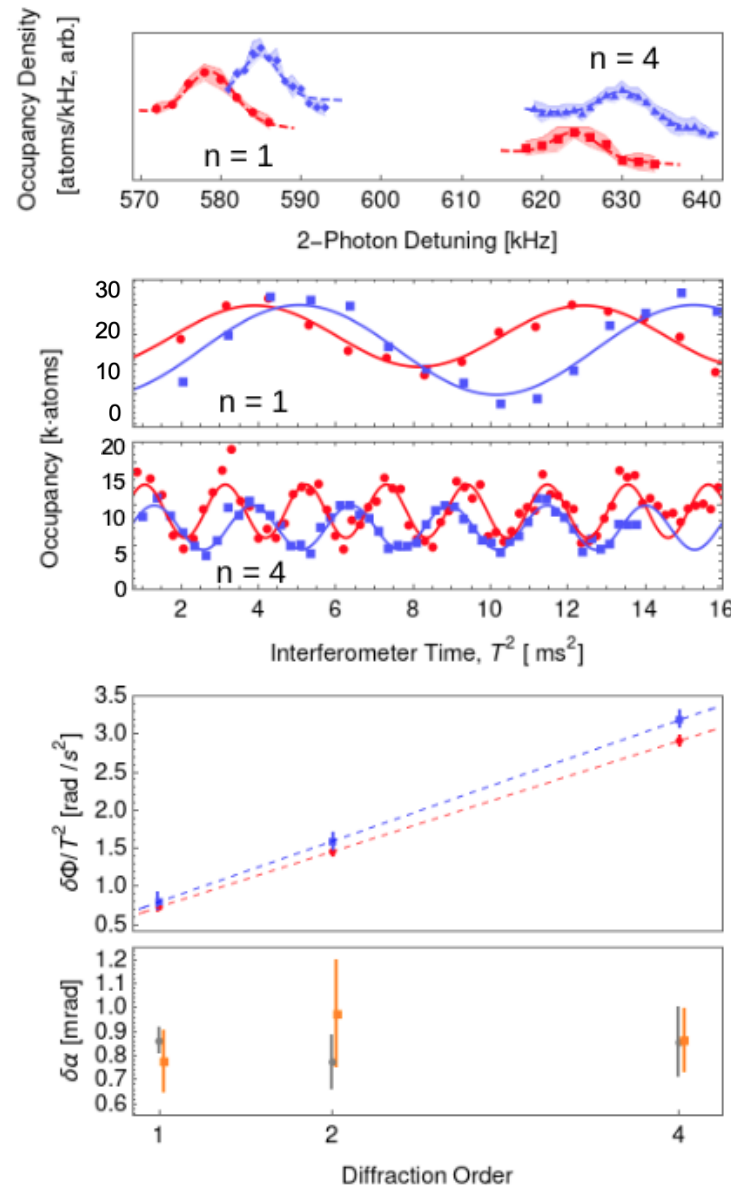 Occupancy Density
[atoms/kHz, arb.]
n = 1
n = 4
570 580 590 600 610 620 630 640
2−Photon Detuning [kHz]
Occupancy [k·atoms]
30
20
10
0
n = 1
20
15
10
5
0
n = 4
2 4 6 8 10 12 14 16
Interferometer Time, T² [ ms²]
δΦ/T² [rad /s²]
3.5
3.0
2.5
2.0
1.5
1.0
0.5
δα [mrad]
1.2
1.1
1.0
0.9
0.8
0.7
0.6
1 2 4
Diffraction Order